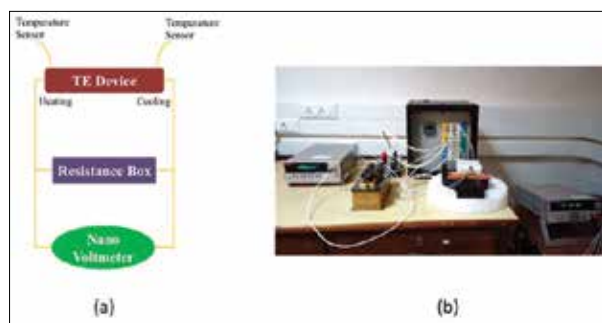 Temperature
Sensor
Temperature
Sensor
TE Device
Heating
Cooling
Resistance Box
Nano
Voltmeter
(a)
(b)